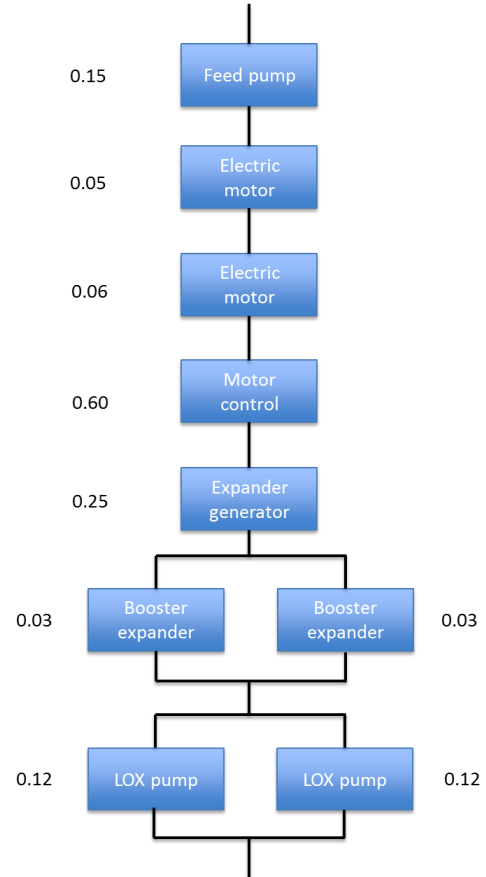 0.15
Feed pump
0.05
Electric
motor
0.06
Electric
motor
0.60
Motor
control
0.25
Expander
generator
0.03
Booster
expander
Booster
expander
0.03
0.12
LOX pump
LOX pump
0.12